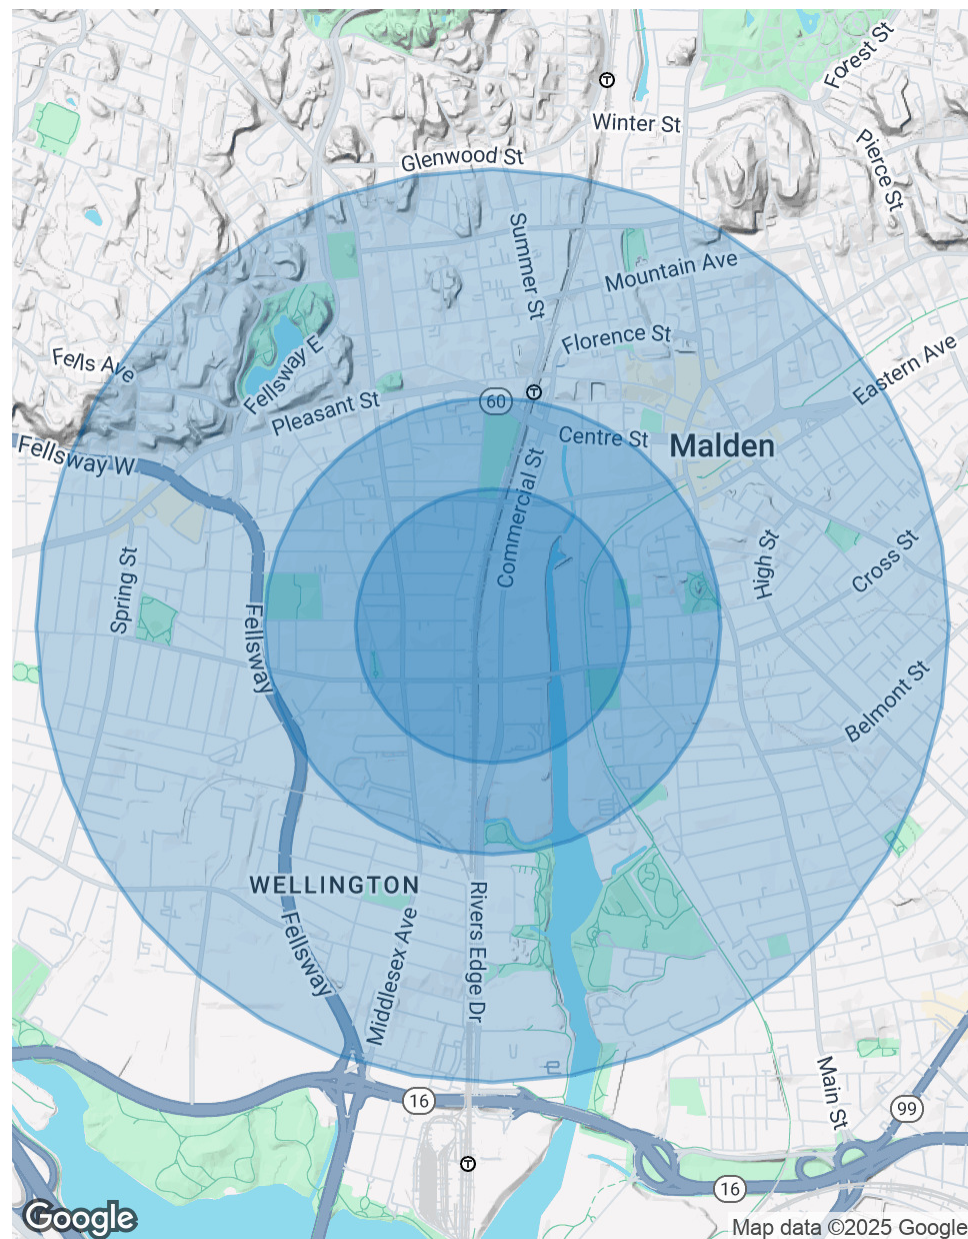 Forest St
Winter St
Glenwood St
Pierce St
Summer St
Mountain Ave
Florence St
Fells Ave
Fellsway E
Eastern Ave
Pleasant St
60
Centre St
Malden
Fellsway W
Commercial St
High St
Cross St
Spring St
Fellsway
Belmont St
WELLINGTON
Rivers Edge Dr
Fellsway
Middlesex Ave
Main St
16
99
16
Google
Map data ©2025 Google
T
T
T